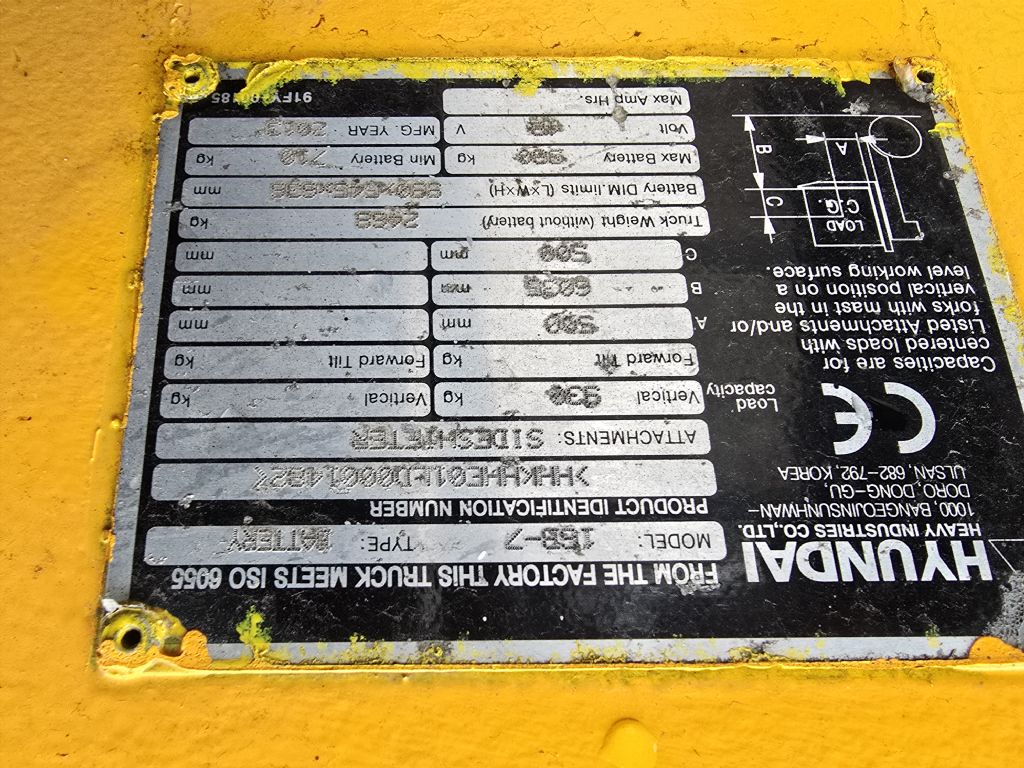 FROM THE FACTORY THIS TRUCK MEETS ISO 6055
HYUNDAI
HEAVY INDUSTRIES CO.,LTD.
1000 BANGEOJINSUNHWAN-
DORO, DONG-GU,
ULSAN, 682-792, KOREA
CE
Capacities are for
centered loads with
Listed Attachments and/or
forks with mast in the
vertical position on a
level working surface.
LOAD
C.G.
A
B
C
MODEL: TYPE: BATTERY
PRODUCT IDENTIFICATION NUMBER
ATTACHMENTS: SIDESHIFTER
Load
capacity
Vertical 930 kg Vertical kg
Forward Tilt kg Forward Tilt kg
A 500 mm mm
B 6035 mm mm
C 500 mm mm
Truck Weight (without battery) 2468 kg
Battery DIM.limits (L×W×H) mm
Max Battery kg Min Battery 710 kg
Volt 48 V MFG. YEAR 2013
Max Amp Hrs.